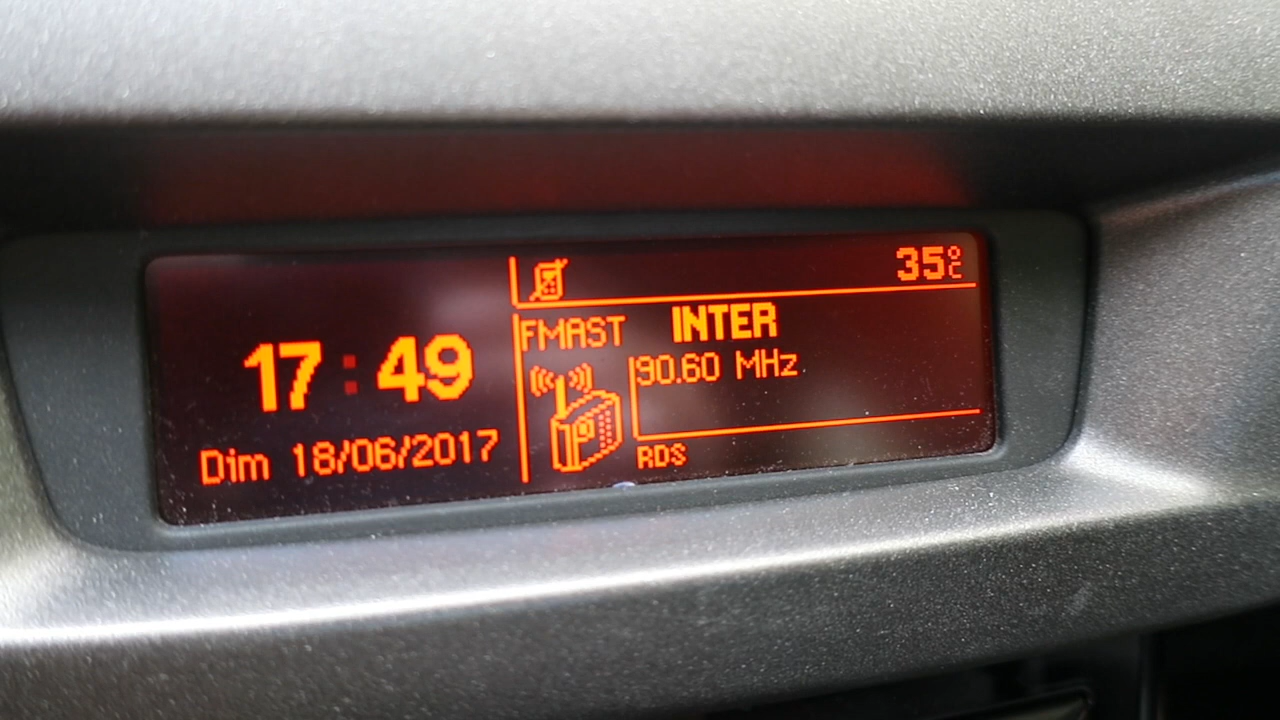 35°C
FMAST INTER
17:49
90.60 MHz
Dim 18/06/2017
RDS